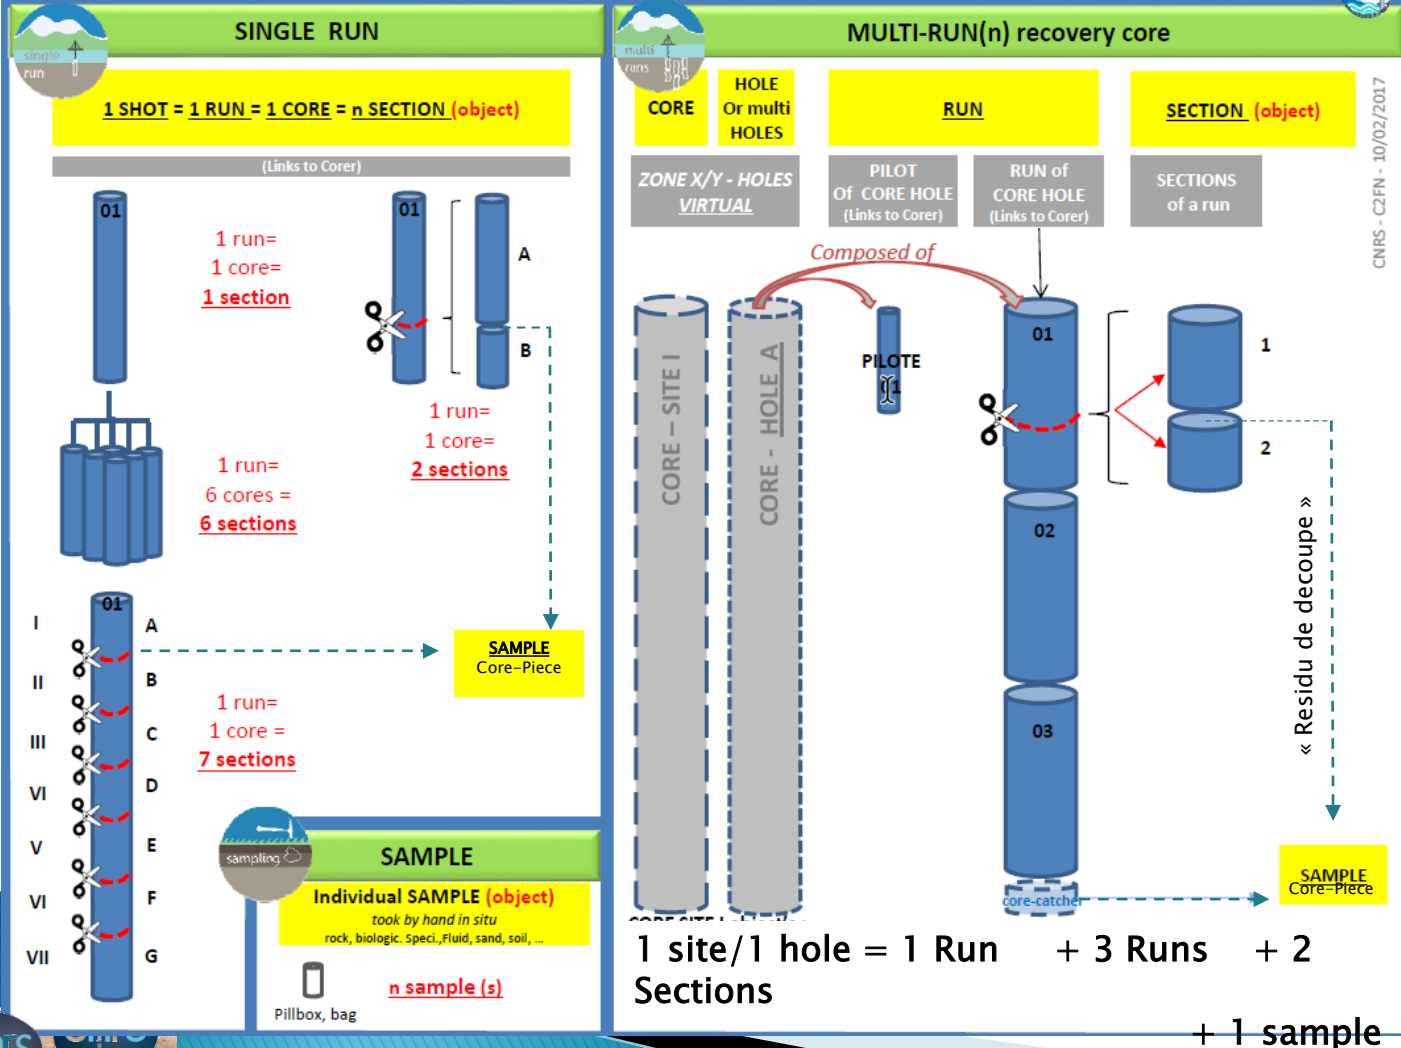 SINGLE RUN
single
run
1 SHOT = 1 RUN = 1 CORE = n SECTION (object)
(Links to Corer)
01
1 run=
1 core=
1 section
01
A
B
1 run=
1 core=
2 sections
1 run=
6 cores =
6 sections
01
I
II
III
VI
V
VI
VII
A
B
C
D
E
F
G
1 run=
1 core =
7 sections
SAMPLE
Core-Piece
sampling
SAMPLE
Individual SAMPLE (object)
took by hand in situ
rock, biologic. Speci.,Fluid, sand, soil, ...
n sample (s)
Pillbox, bag
MULTI-RUN(n) recovery core
multi
runs
CORE
HOLE
Or multi
HOLES
RUN
SECTION (object)
ZONE X/Y - HOLES
VIRTUAL
PILOT
Of CORE HOLE
(Links to Corer)
RUN of
CORE HOLE
(Links to Corer)
SECTIONS
of a run
CNRS - C2FN - 10/02/2017
Composed of
CORE – SITE I
CORE - HOLE A
PILOTE
01
02
03
core-catcher
1
2
« Residu de decoupe »
SAMPLE
Core-Piece
1 site/1 hole = 1 Run + 3 Runs + 2
Sections
+ 1 sample